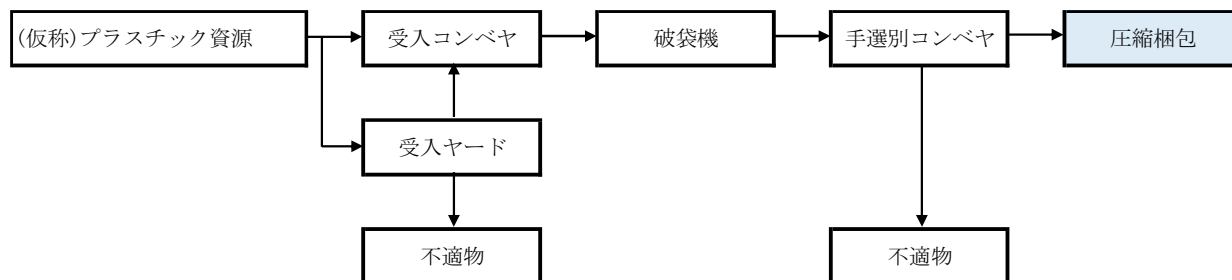 (仮称)プラスチック資源
受入コンベヤ
破袋機
手選別コンベヤ
圧縮梱包
受入ヤード
不適物
不適物